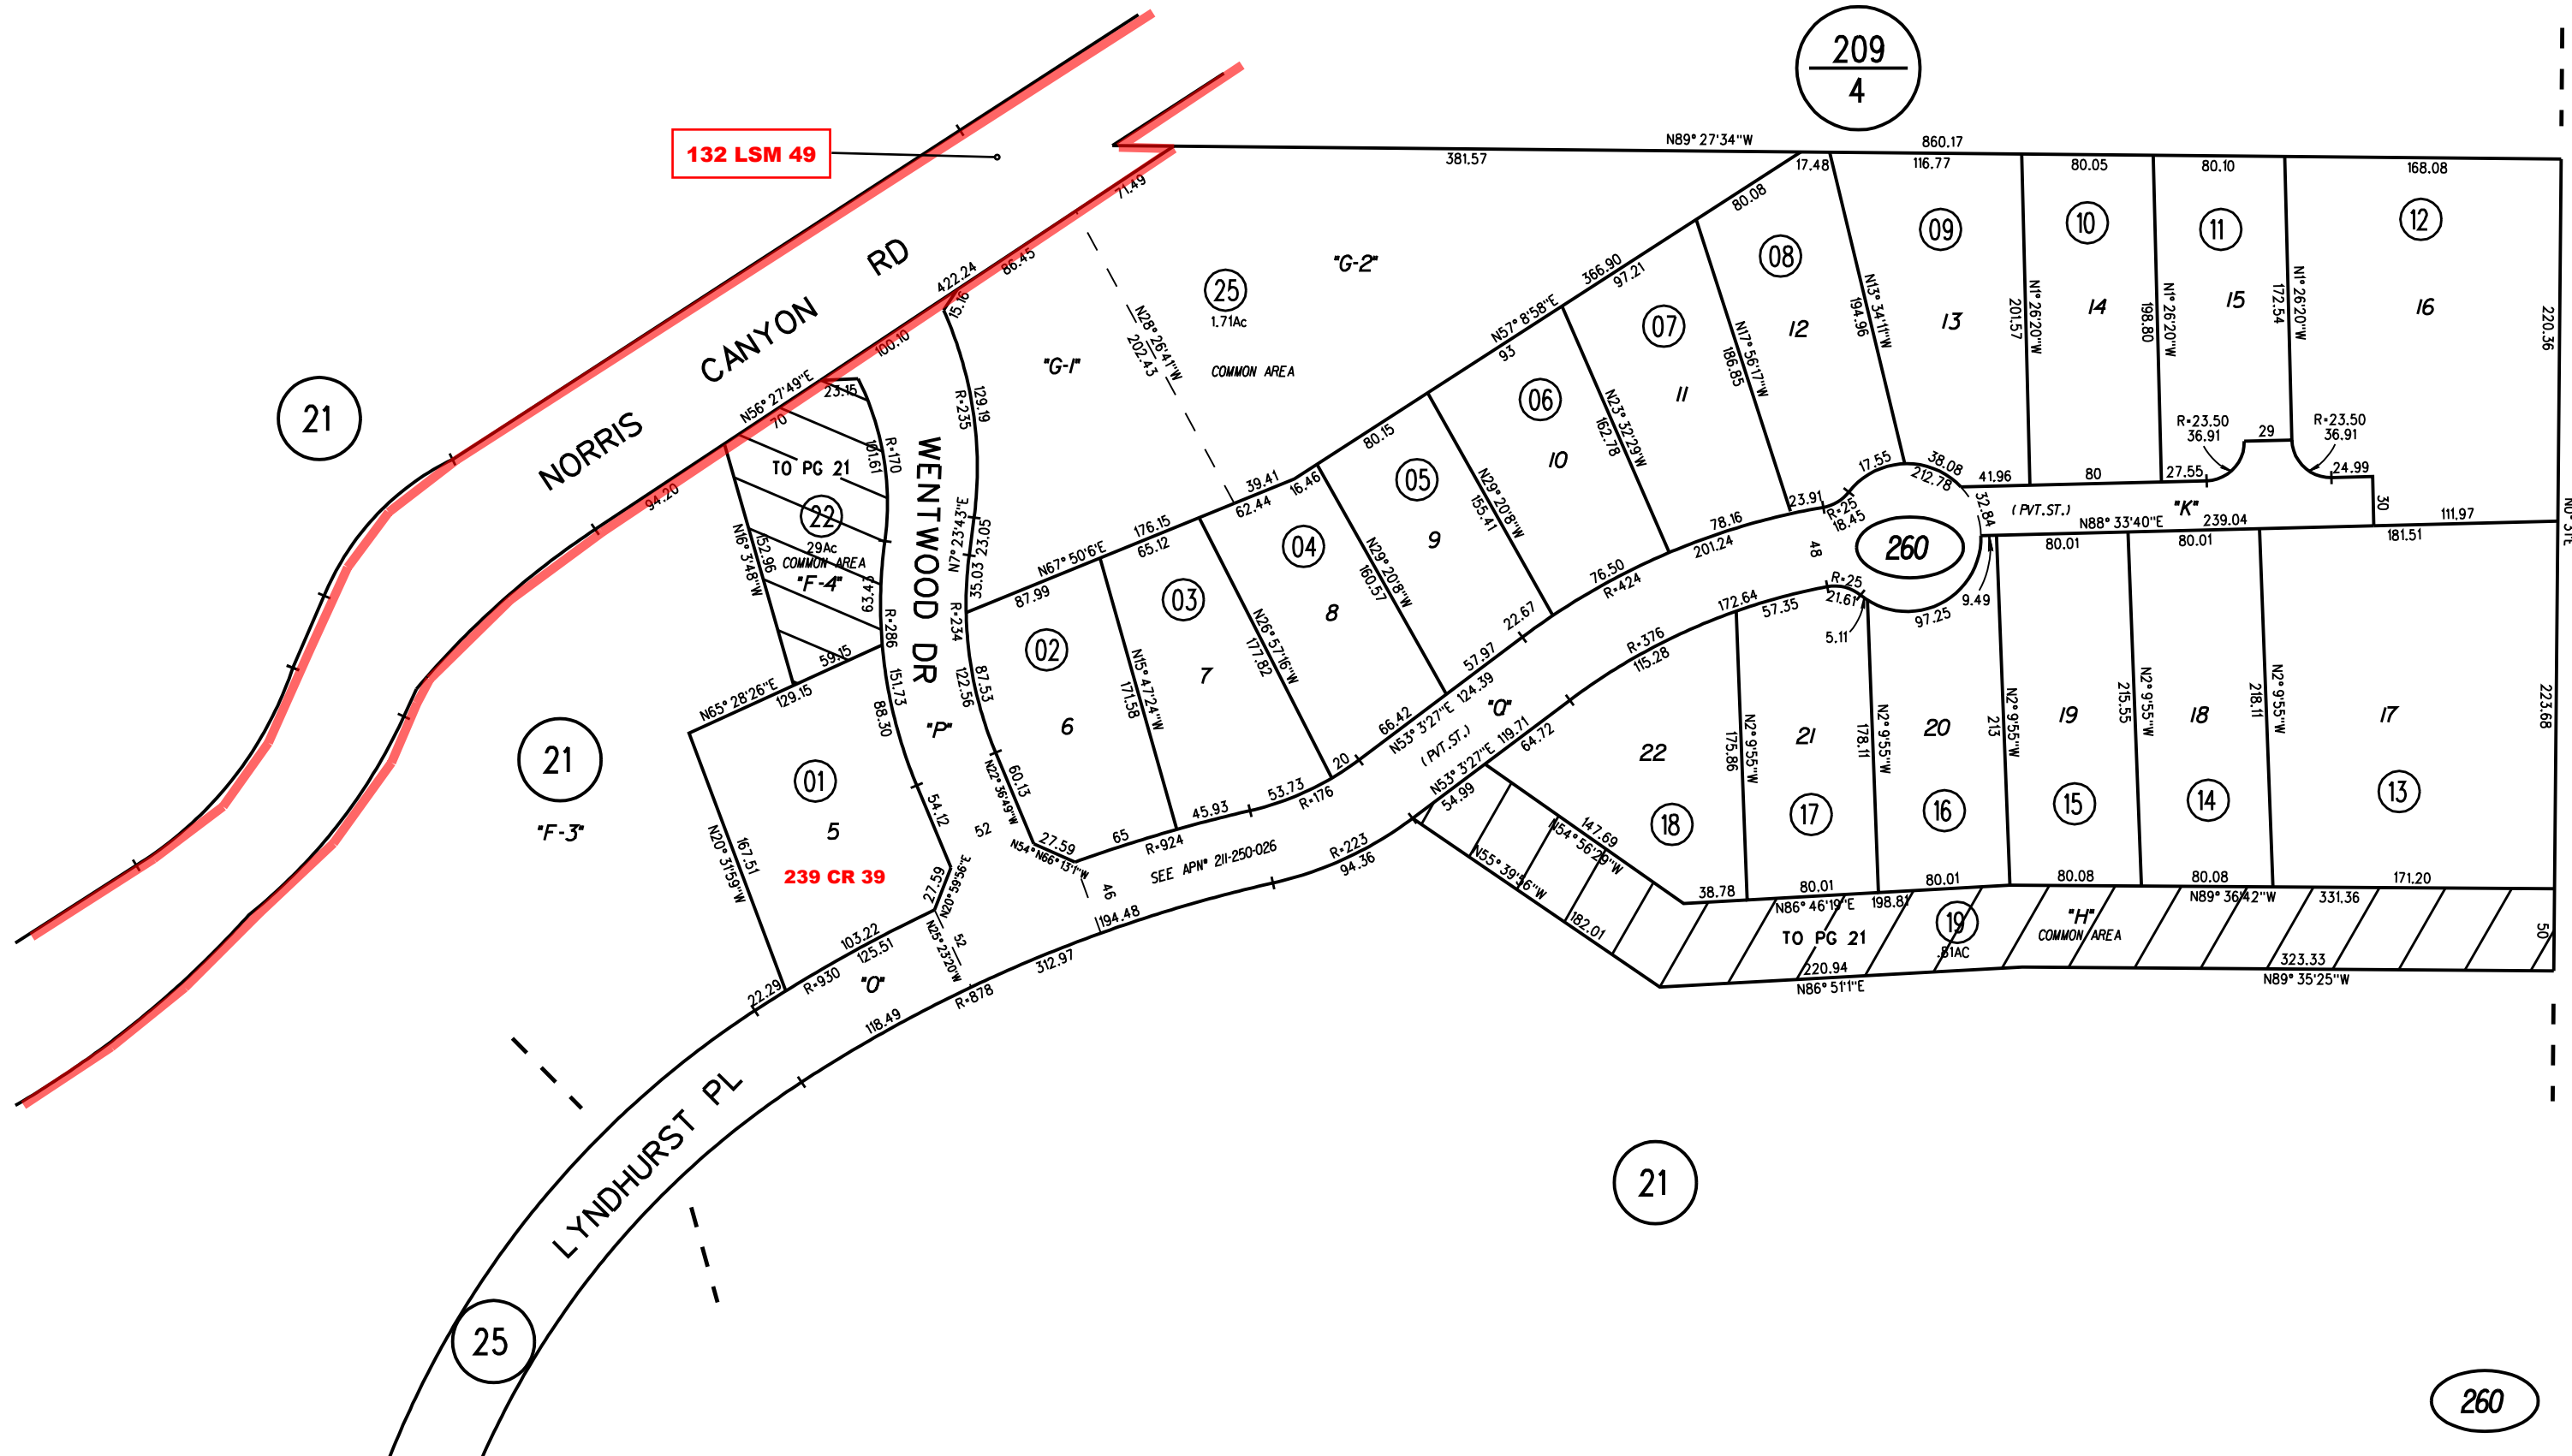 209
4
N89° 27'34"W
860.17
132 LSM 49
381.57
17.48
116.77
80.05
80.10
168.08
71.49
80.08
09
10
11
12
08
RD
422.24
86.45
15.16
"G-2"
366.90
97.21
25
1.71Ac
COMMON AREA
"G-1"
N28° 26'41"W
202.43
N57° 8'58"E
93
07
11
12
N17° 56'17"W
186.85
N13° 34'11"W
194.96
13
201.57
N1° 26'20"W
14
198.80
N1° 26'20"W
15
172.54
N1° 26'20"W
16
220.36
CANYON
100.10
21
N56° 27'49"E
70
23.15
129.19
R=235
NORRIS
94.20
TO PG 21
101.61
R=170
22
29Ac
COMMON AREA
"F-4"
152.96
N16° 3'48"W
63.43
R=286
59.15
WENTWOOD DR
N7° 23'43"E
23.05
35.03
R=234
80.15
06
10
N23° 32'29"W
162.78
05
9
N29° 20'8"W
155.41
39.41
16.46
62.44
176.15
65.12
N67° 50'6"E
87.99
04
8
N29° 20'8"W
160.57
03
7
N26° 57'16"W
177.82
02
6
N15° 47'24"W
171.58
17.55
38.08
212.78
41.96
80
27.55
R=23.50
36.91
29
R=23.50
36.91
24.99
30
23.91
R=25
18.45
32.84
(PVT.ST.)
"K"
N88° 33'40"E
239.04
111.97
78.16
201.24
48
260
80.01
80.01
181.51
76.50
R=424
R=25
21.61
9.49
97.25
5.11
172.64
57.35
22.67
R=376
115.28
57.97
N53° 3'27"E 124.39
66.42
"Q"
(PVT.ST.)
N53° 3'27"E 119.71
64.72
54.99
20
N65° 28'26"E
129.15
151.73
88.30
87.53
122.56
"P"
21
"F-3"
01
5
239 CR 39
N20° 31'59"W
167.51
54.12
60.13
N22° 36'49"W
52
27.59
N66° 13'1"W
27.59
N20° 59'56"E
65
R=924
45.93
53.73
R=176
46
SEE APN° 211-250-026
R=223
94.36
22
N2° 9'55"W
175.86
21
N2° 9'55"W
178.11
20
213
N2° 9'55"W
19
215.55
N2° 9'55"W
18
218.11
N2° 9'55"W
17
223.68
18
17
16
15
14
13
147.69
N54° 56'29"W
N55° 39'56"W
182.01
38.78
80.01
80.01
80.08
80.08
171.20
N86° 46'19"E
198.81
N89° 36'42"W
331.36
TO PG 21
19
.81AC
"H"
COMMON AREA
50
220.94
N86° 51'1"E
323.33
N89° 35'25"W
22.29
103.22
125.51
R=930
"O"
52
N25° 23'20"W
194.48
312.97
R=878
118.49
LYNDHURST PL
21
25
260